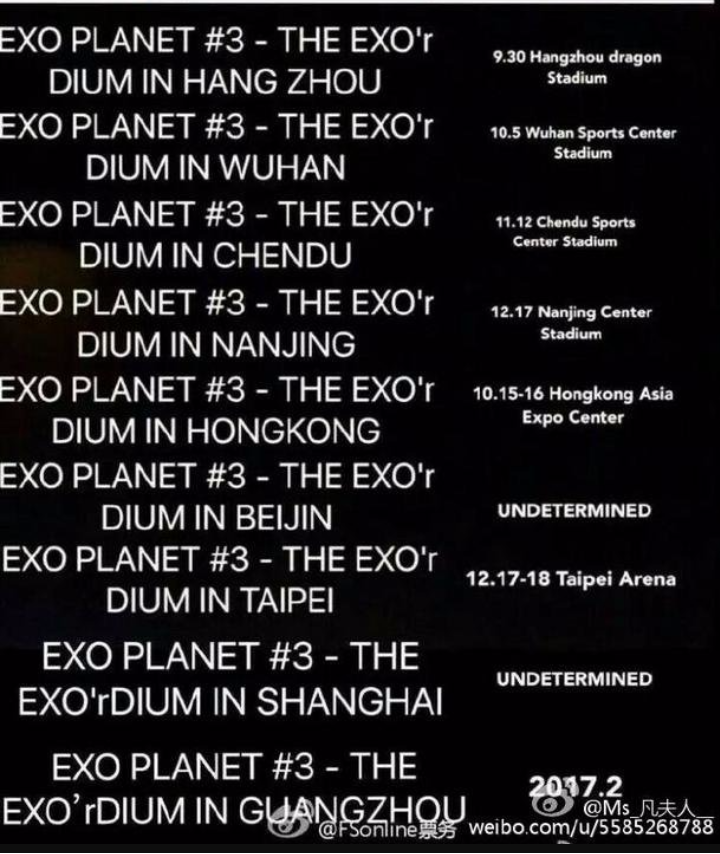 EXO PLANET #3 - THE EXO'r
DIUM IN HANG ZHOU
9.30 Hangzhou dragon
Stadium
EXO PLANET #3 - THE EXO'r
DIUM IN WUHAN
10.5 Wuhan Sports Center
Stadium
EXO PLANET #3 - THE EXO'r
DIUM IN CHENDU
11.12 Chendu Sports
Center Stadium
EXO PLANET #3 - THE EXO'r
DIUM IN NANJING
12.17 Nanjing Center
Stadium
EXO PLANET #3 - THE EXO'r
DIUM IN HONGKONG
10.15-16 Hongkong Asia
Expo Center
EXO PLANET #3 - THE EXO'r
DIUM IN BEIJIN
UNDETERMINED
EXO PLANET #3 - THE EXO'r
DIUM IN TAIPEI
12.17-18 Taipei Arena
EXO PLANET #3 - THE
EXO'rDIUM IN SHANGHAI
UNDETERMINED
EXO PLANET #3 - THE
EXO’rDIUM IN GUANGZHOU
2017.2
@Ms_凡夫人__
@FSonline票务
weibo.com/u/5585268788